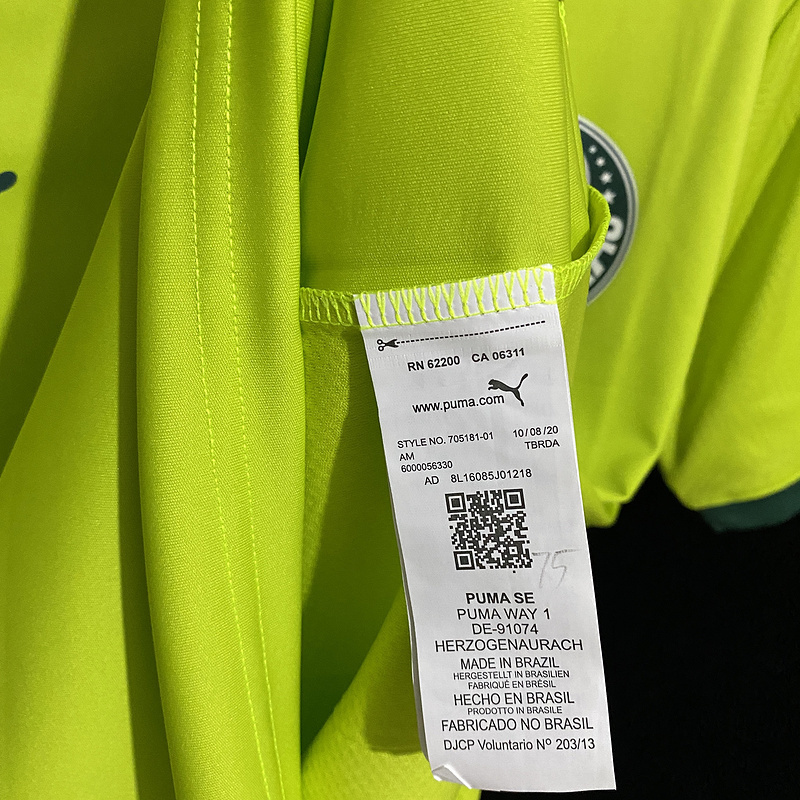 RN 62200 CA 06311
www.puma.com
STYLE NO. 705181-01 10/08/20
AM TBRDA
6000056330
AD 8L16085J01218
75
PUMA SE
PUMA WAY 1
DE-91074
HERZOGENAURACH
MADE IN BRAZIL
HERGESTELLT IN BRASILIEN
FABRIQUÉ EN BRÉSIL
HECHO EN BRASIL
PRODOTTO IN BRASILE
FABRICADO NO BRASIL
DJCP Voluntario Nº 203/13